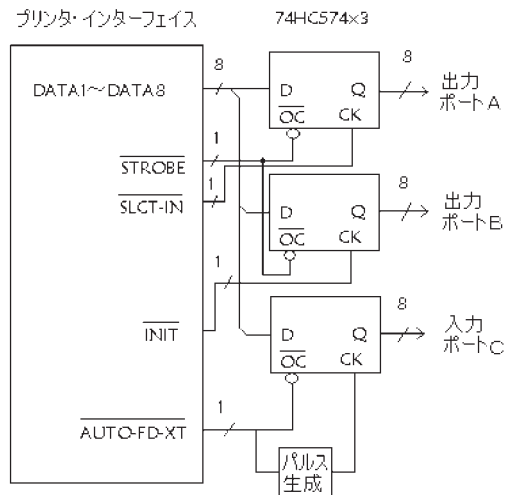 プリンタ・インターフェイス
74HC574×3
DATA1～DATA8
8
D
Q
OC
CK
8
出力
ポートA
STROBE
1
SLCT-IN
1
D
Q
OC
CK
8
出力
ポートB
INIT
1
D
Q
OC
CK
8
入力
ポートC
AUTO-FD-XT
1
パルス
生成